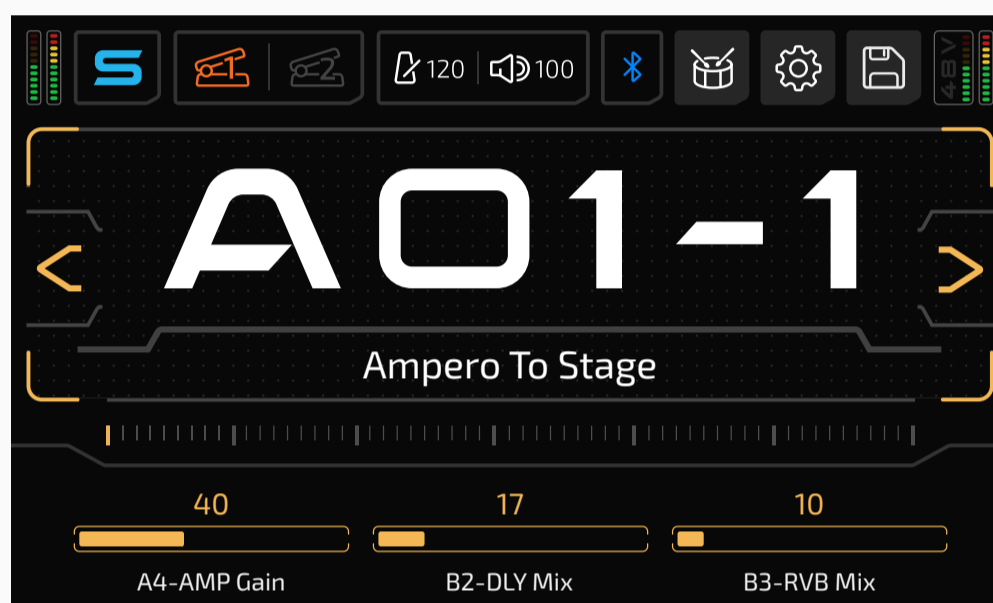 S 1 2 120 100 48V
A01-1
Ampero To Stage
40 17 10
A4-AMP Gain B2-DLY Mix B3-RVB Mix